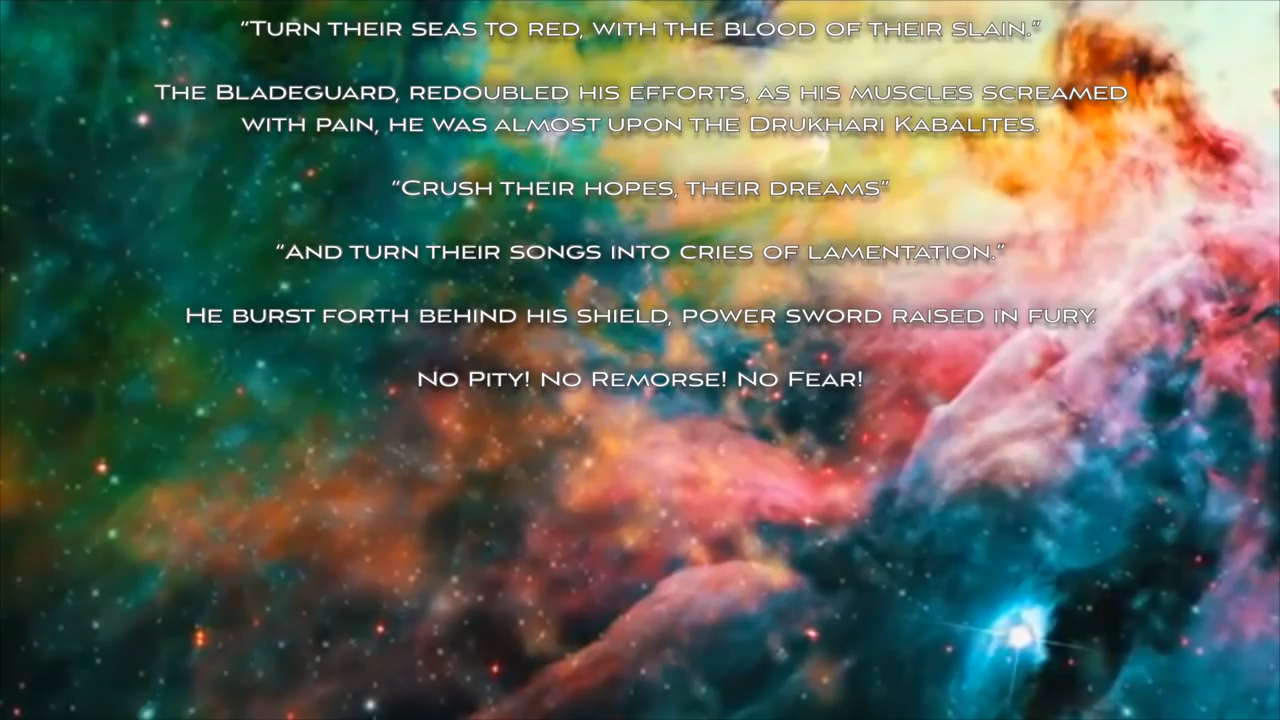 “Turn their seas to red, with the blood of their slain.”
The Bladeguard, redoubled his efforts, as his muscles screamed
with pain, he was almost upon the Drukhari Kabalites.
“Crush their hopes, their dreams”
“And turn their songs into cries of lamentation.”
He burst forth behind his shield, power sword raised in fury.
No Pity! No Remorse! No Fear!